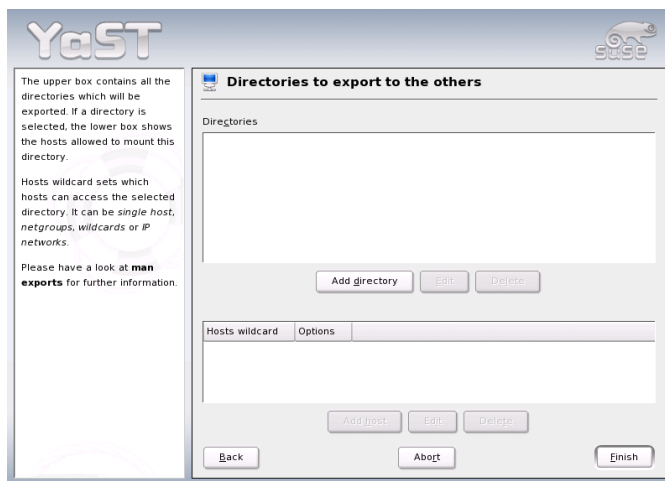 YaST
SUSE
The upper box contains all the
directories which will be
exported. If a directory is
selected, the lower box shows
the hosts allowed to mount this
directory.
Hosts wildcard sets which
hosts can access the selected
directory. It can be single host,
netgroups, wildcards or IP
networks.
Please have a look at man
exports for further information.
Directories to export to the others
Directories
Add directory
Edit
Delete
Hosts wildcard
Options
Add host
Edit
Delete
Back
Abort
Finish